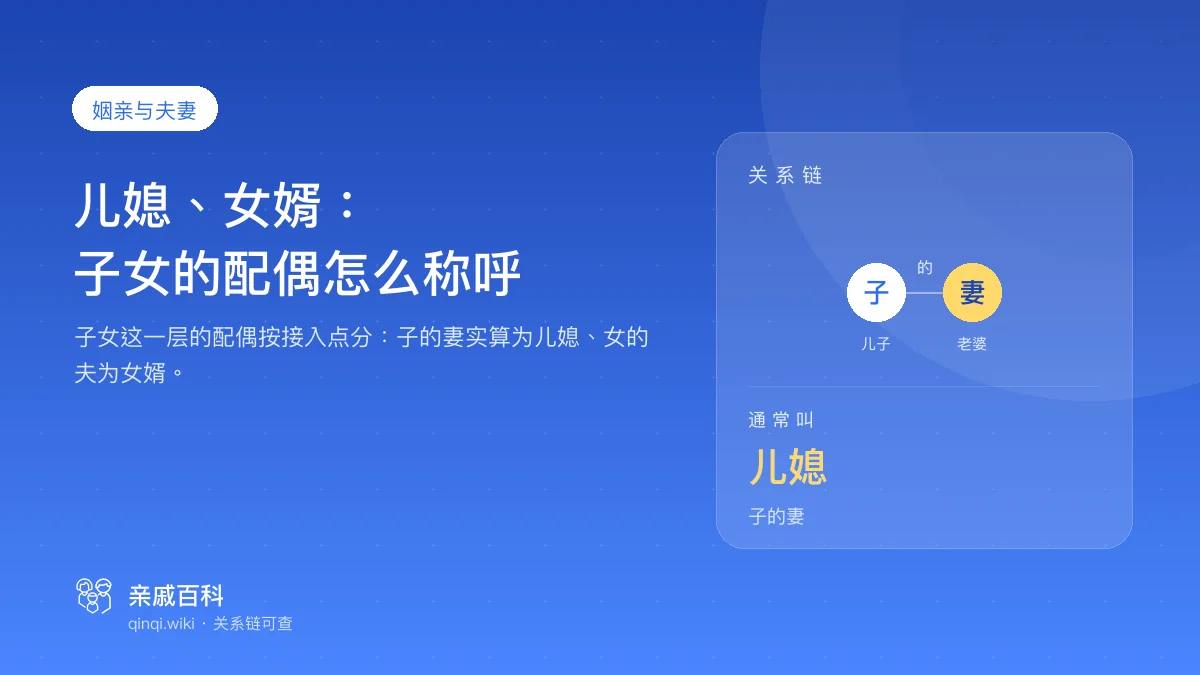 姻亲与夫妻
儿媳、女婿：
子女的配偶怎么称呼
子女这一层的配偶按接入点分：子的妻实算为儿媳、女的
夫为女婿。
关系链
的
子
妻
儿子
老婆
通常叫
儿媳
子的妻
亲戚百科
qinqi.wiki · 关系链可查